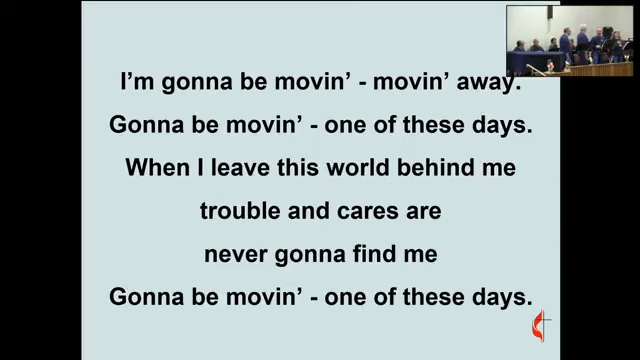 I'm gonna be movin' - movin' away.
Gonna be movin' - one of these days.
When I leave this world behind me
trouble and cares are
never gonna find me
Gonna be movin' - one of these days.